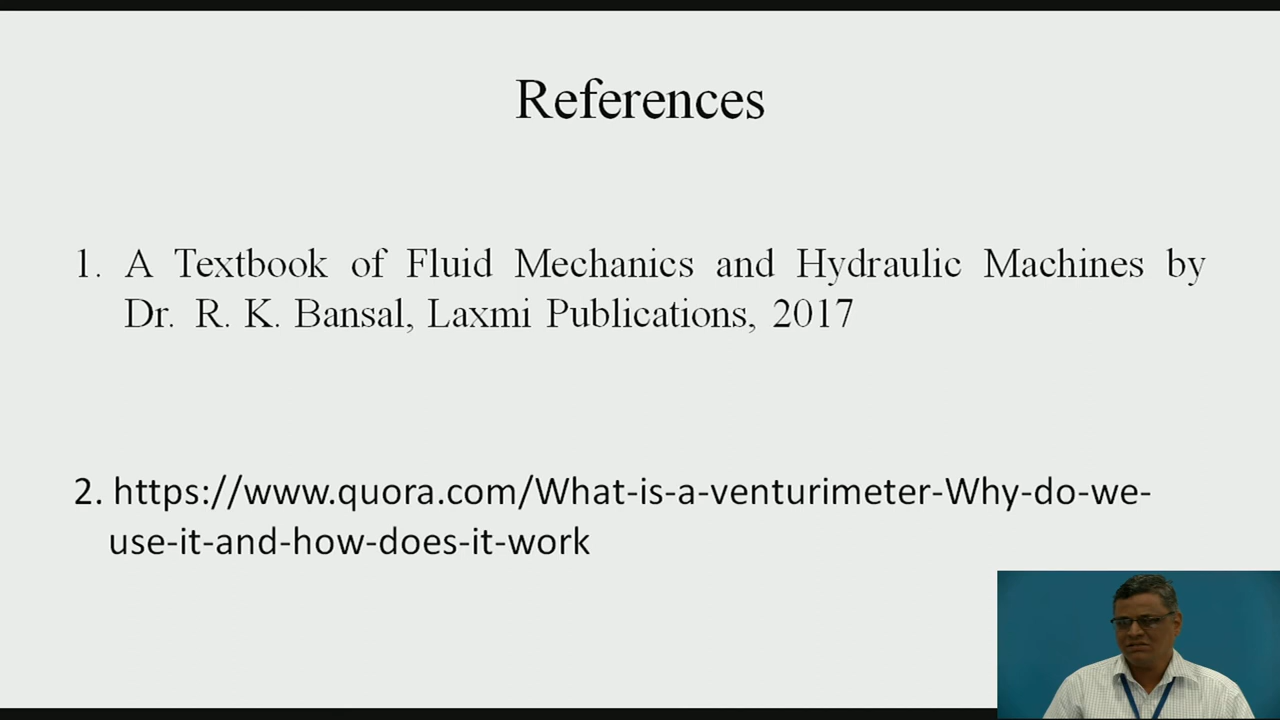 References
1. A Textbook of Fluid Mechanics and Hydraulic Machines by
Dr. R. K. Bansal, Laxmi Publications, 2017
2. https://www.quora.com/What-is-a-venturimeter-Why-do-we-
use-it-and-how-does-it-work